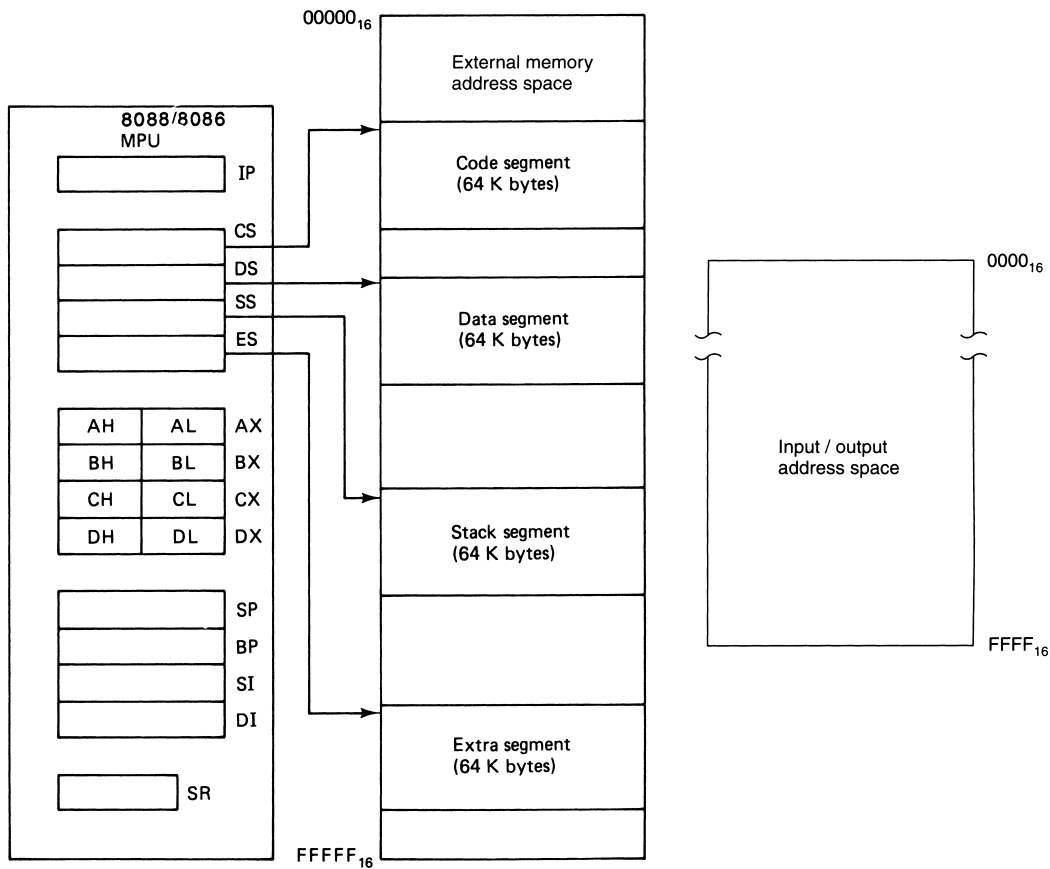 8088/8086
MPU
IP
CS
DS
SS
ES
AH AL AX
BH BL BX
CH CL CX
DH DL DX
SP
BP
SI
DI
SR
00000₁₆
External memory
address space
Code segment
(64 K bytes)
Data segment
(64 K bytes)
Stack segment
(64 K bytes)
Extra segment
(64 K bytes)
FFFFF₁₆
0000₁₆
Input / output
address space
FFFF₁₆